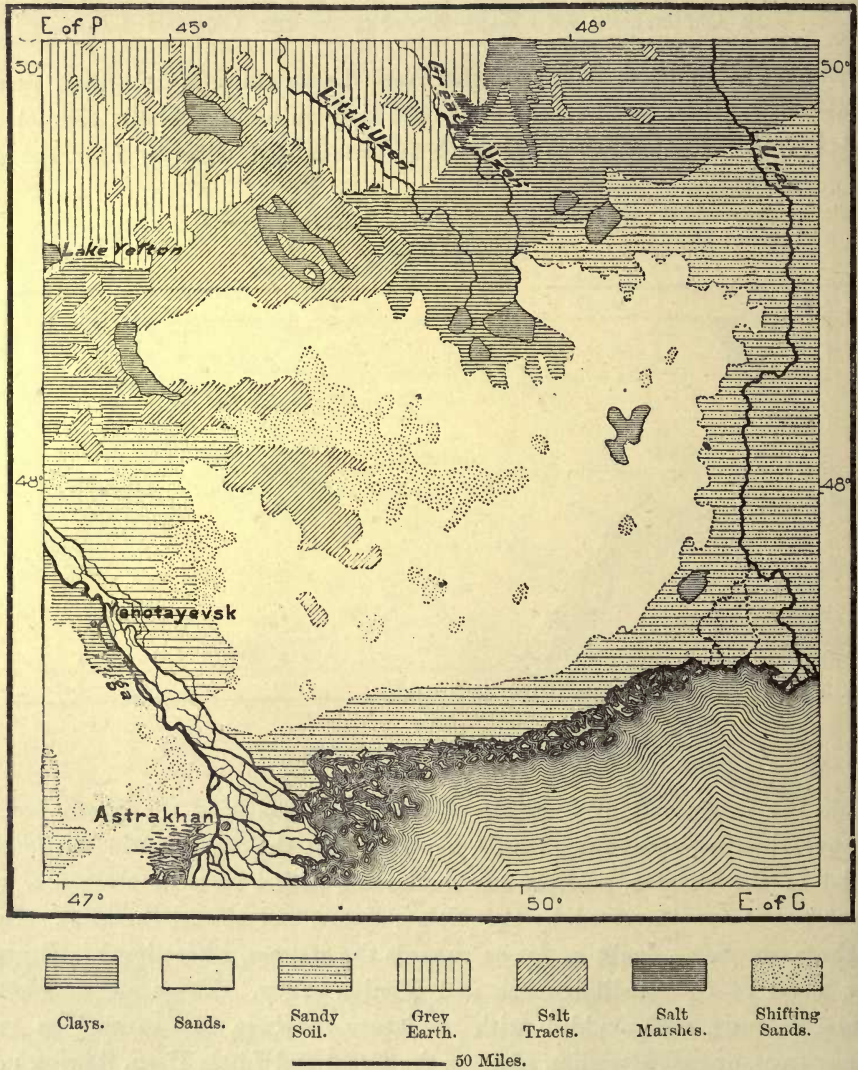 E of P 45° 48°
50° 50°
Little Uzen
Great Uzen
Ural
Lake Yelton
48° 48°
Yenotayevsk
Astrakhan
47° 50° E of G
Clays. Sands. Sandy Soil. Grey Earth. Salt Tracts. Salt Marshes. Shifting Sands.
50 Miles.